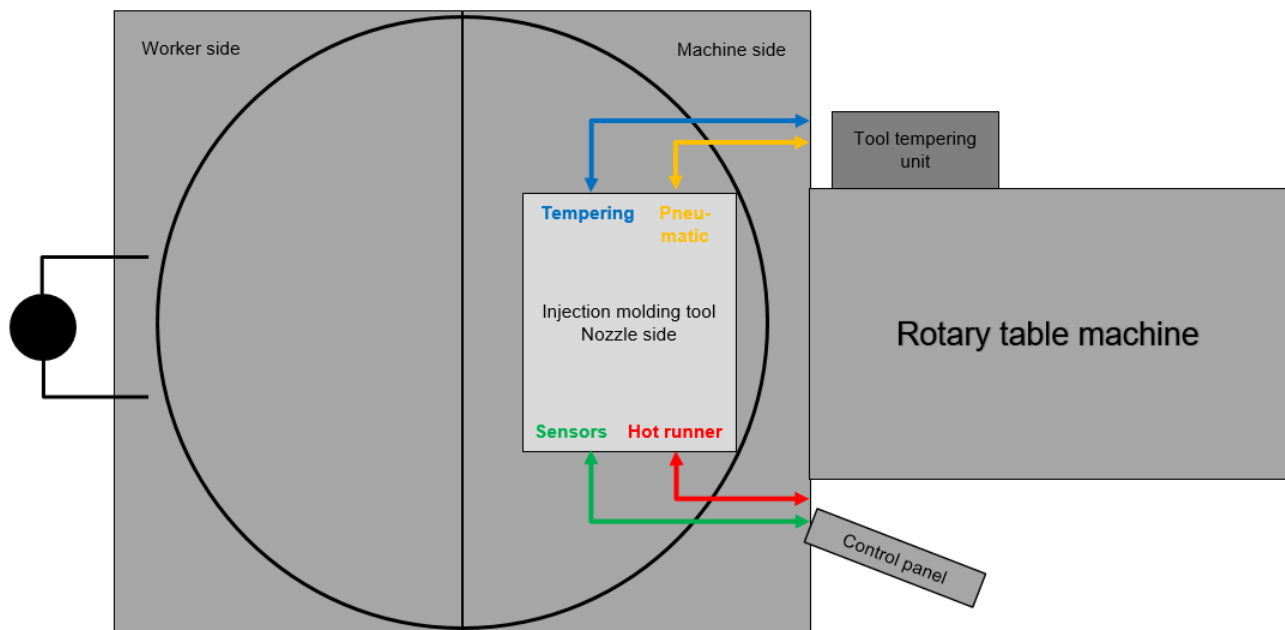 Worker side
Machine side
Tool tempering
unit
Tempering
Pneu-
matic
Injection molding tool
Nozzle side
Rotary table machine
Sensors
Hot runner
Control panel